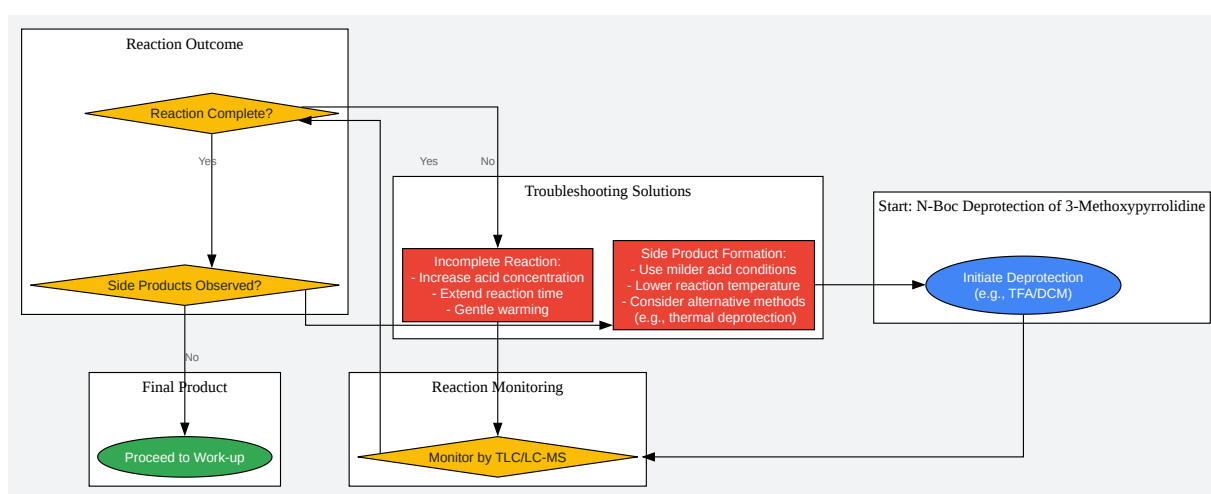 Reaction Outcome
Reaction Complete?
Yes
Yes
No
Troubleshooting Solutions
Start: N-Boc Deprotection of 3-Methoxypyrrolidine
Incomplete Reaction:
- Increase acid concentration
- Extend reaction time
- Gentle warming
Side Product Formation:
- Use milder acid conditions
- Lower reaction temperature
- Consider alternative methods
(e.g., thermal deprotection)
Initiate Deprotection
(e.g., TFA/DCM)
Side Products Observed?
No
Final Product
Reaction Monitoring
Proceed to Work-up
Monitor by TLC/LC-MS